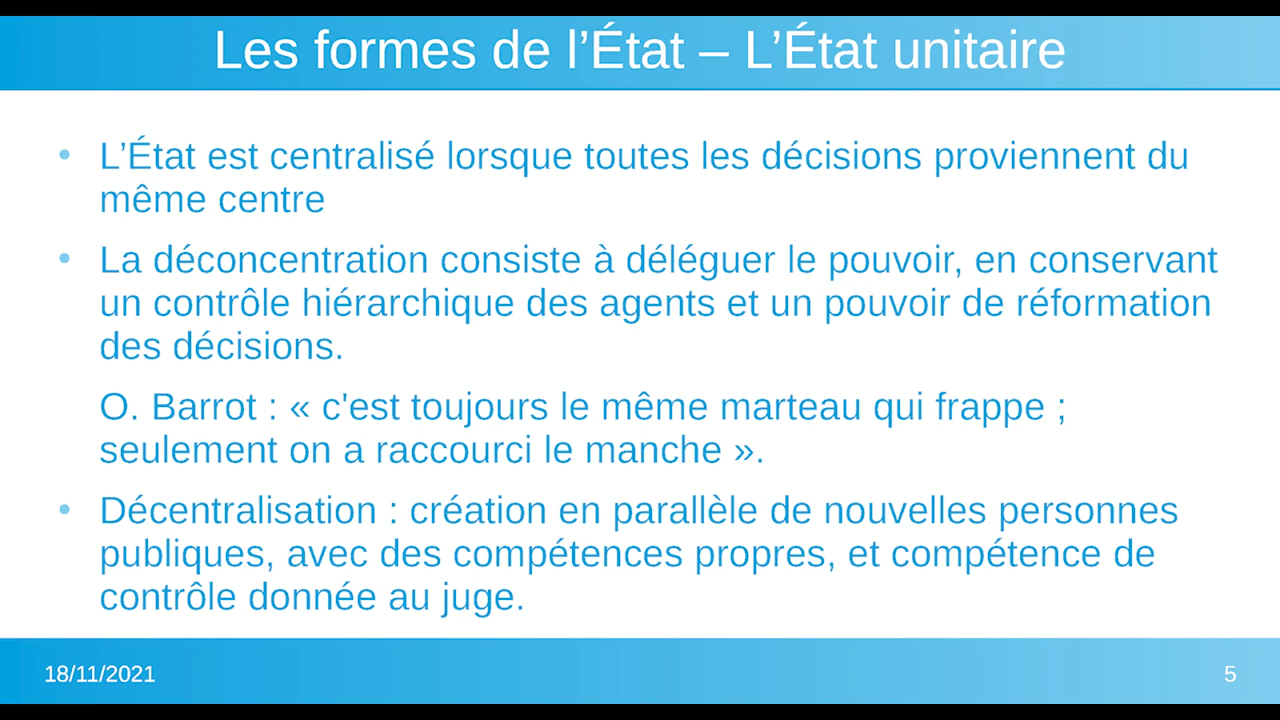 Les formes de l’État – L’État unitaire
• L’État est centralisé lorsque toutes les décisions proviennent du
même centre
• La déconcentration consiste à déléguer le pouvoir, en conservant
un contrôle hiérarchique des agents et un pouvoir de réformation
des décisions.
O. Barrot : « c'est toujours le même marteau qui frappe ;
seulement on a raccourci le manche ».
• Décentralisation : création en parallèle de nouvelles personnes
publiques, avec des compétences propres, et compétence de
contrôle donnée au juge.
18/11/2021
5